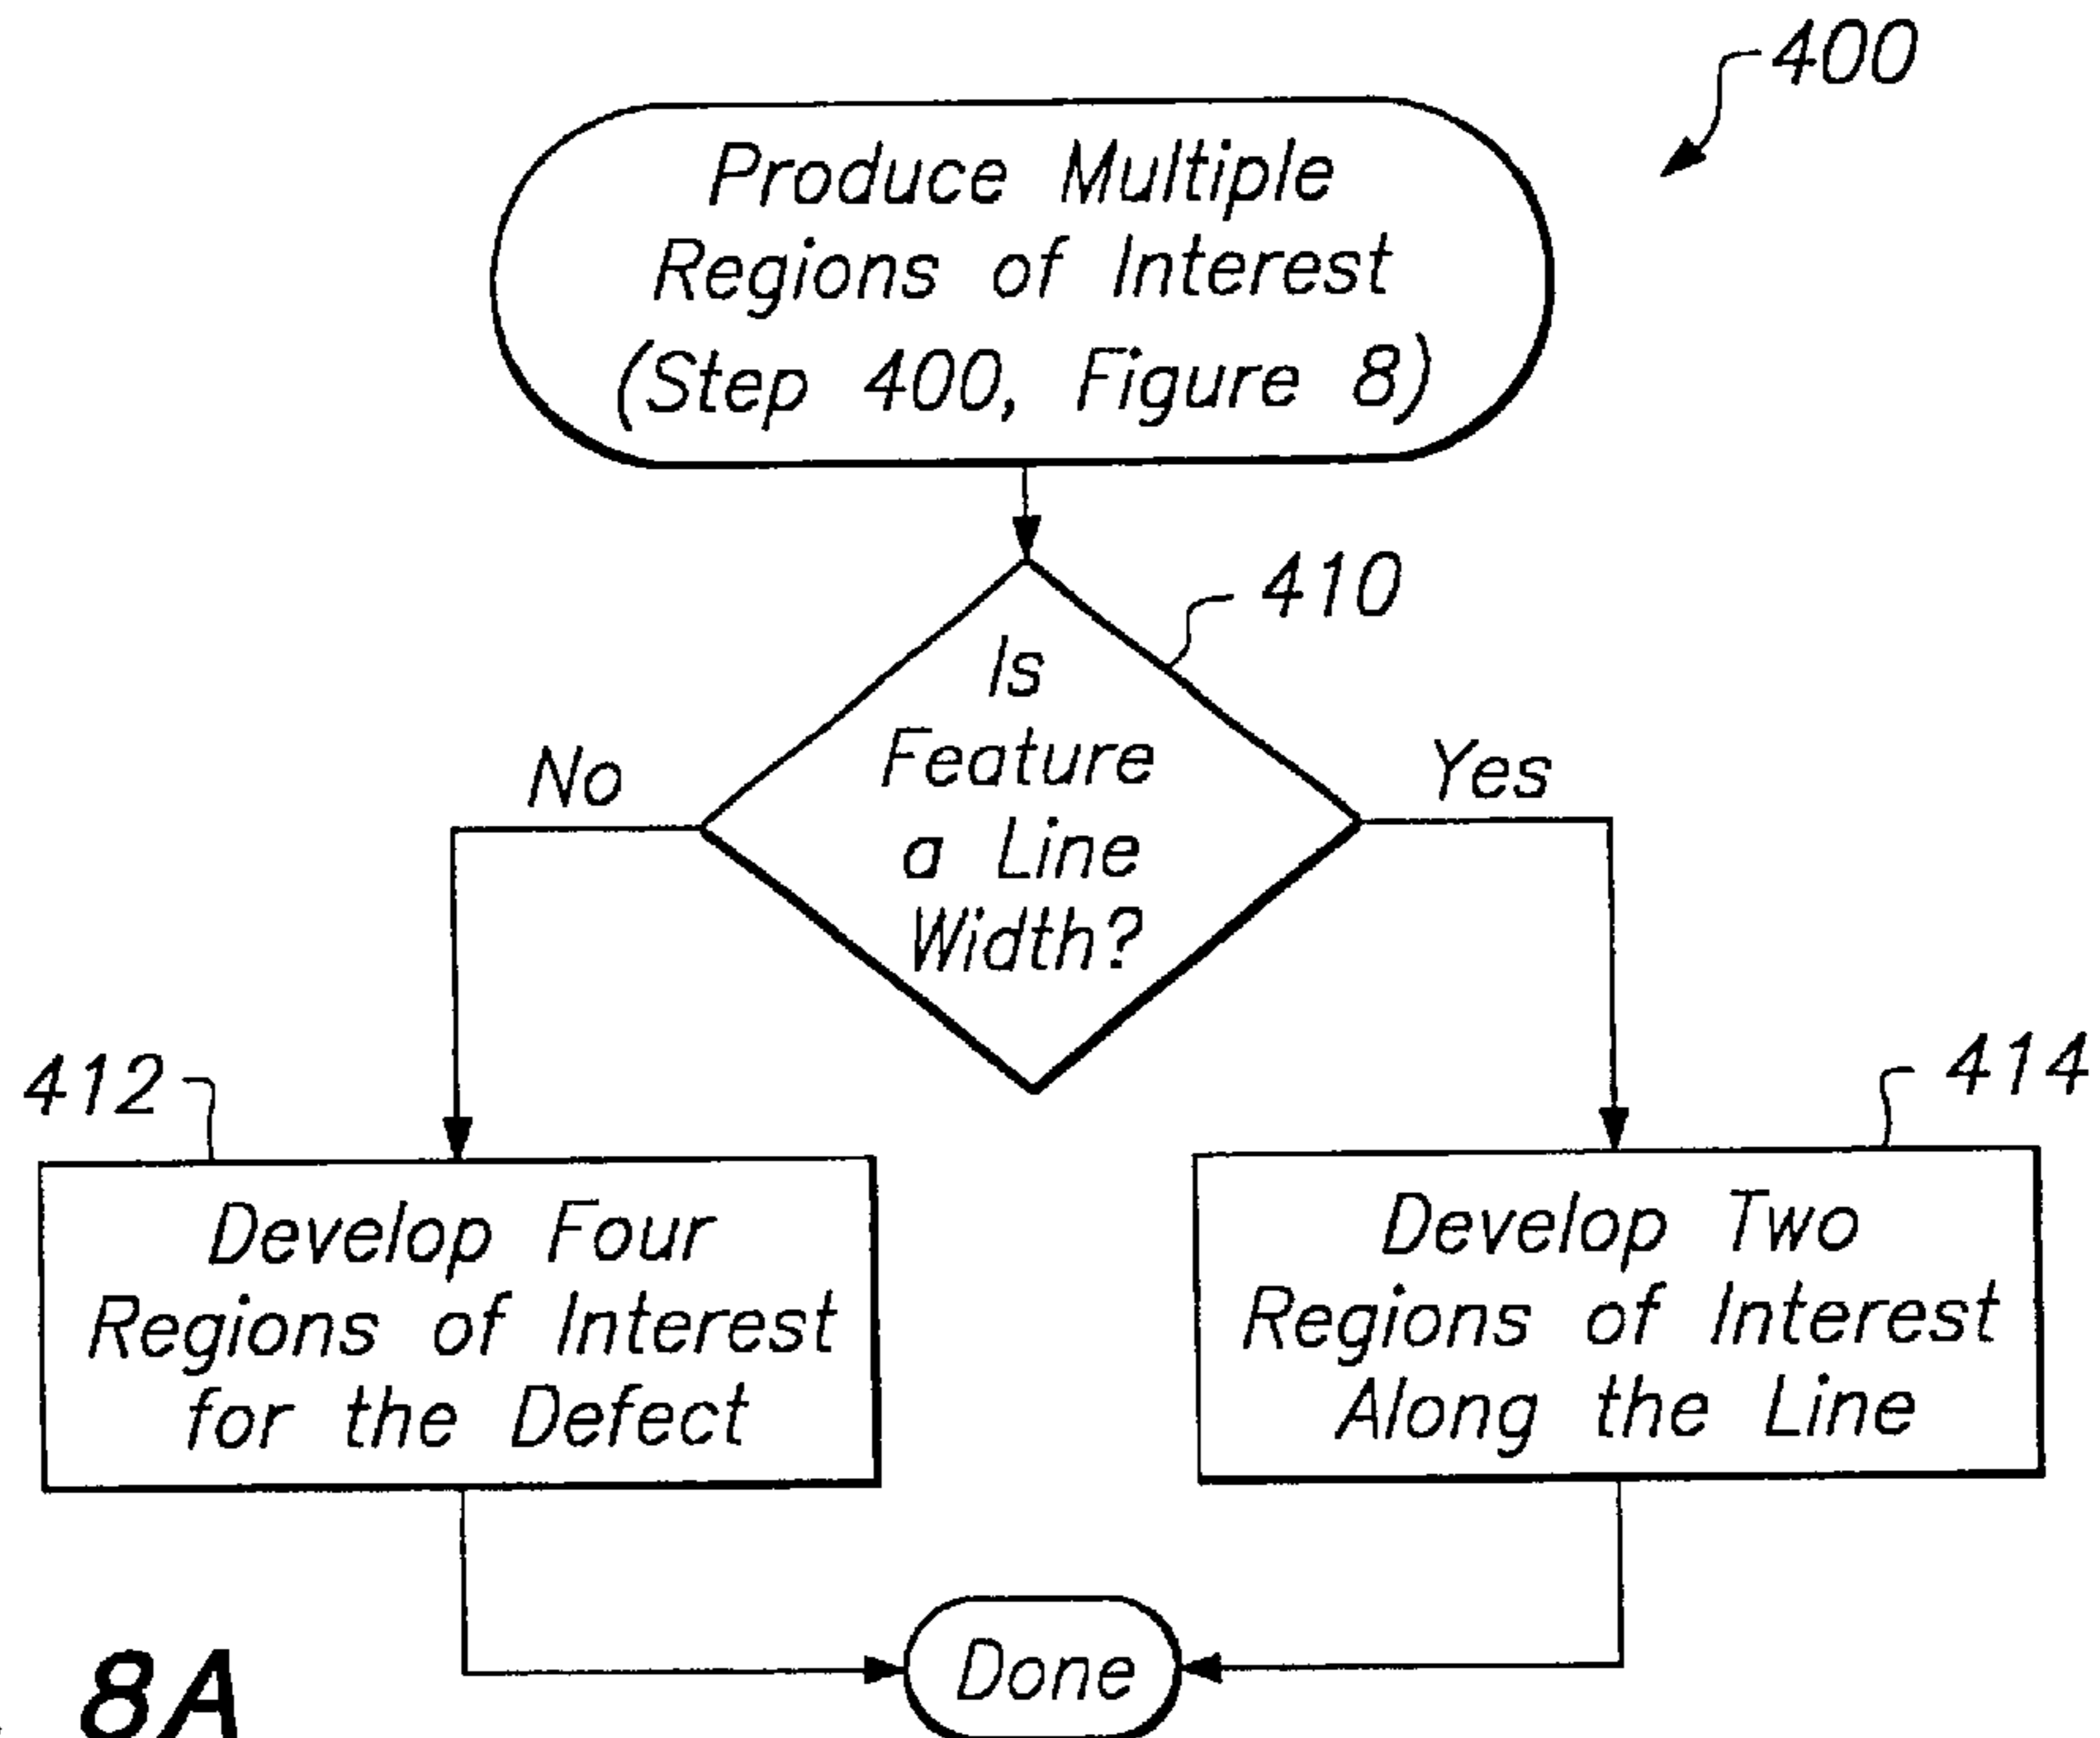 400
Produce Multiple
Regions of Interest
(Step 400, Figure 8)
410
Is
Feature
a Line
Width?
No
Yes
412
414
Develop Four
Regions of Interest
for the Defect
Develop Two
Regions of Interest
Along the Line
Done
8A